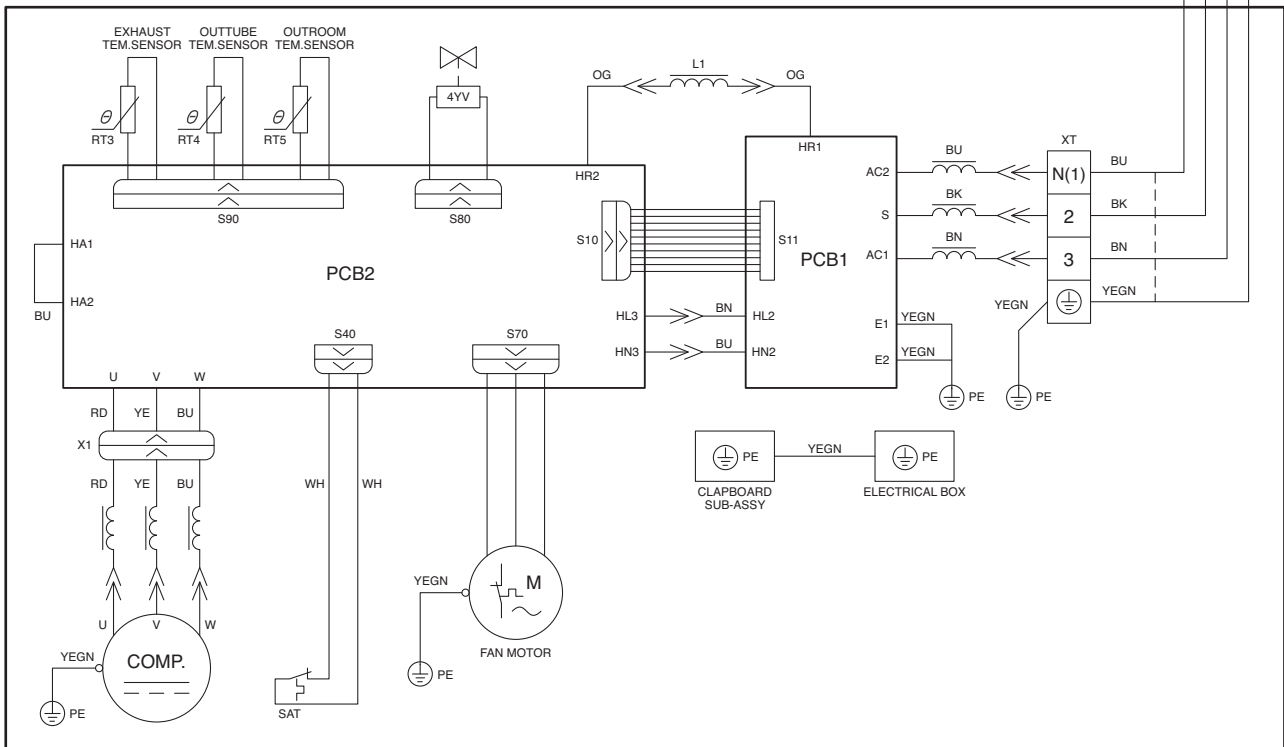 EXHAUST
TEM.SENSOR
OUTTUBE
TEM.SENSOR
OUTROOM
TEM.SENSOR
θ
RT3
θ
RT4
θ
RT5
4YV
OG
L1
OG
HR2
HR1
S90
S80
S10
S11
HA1
HA2
BU
PCB2
PCB1
AC2
S
AC1
BU
BK
BN
XT
N(1)
2
3
BU
BK
BN
YEGN
YEGN
PE
HL3
BN
HL2
HN3
BU
HN2
E1
YEGN
E2
YEGN
PE
S40
S70
U
V
W
RD
YE
BU
X1
RD
YE
BU
U
V
W
COMP.
YEGN
PE
WH
WH
SAT
YEGN
PE
M
FAN MOTOR
PE
CLAPBOARD
SUB-ASSY
YEGN
PE
ELECTRICAL BOX